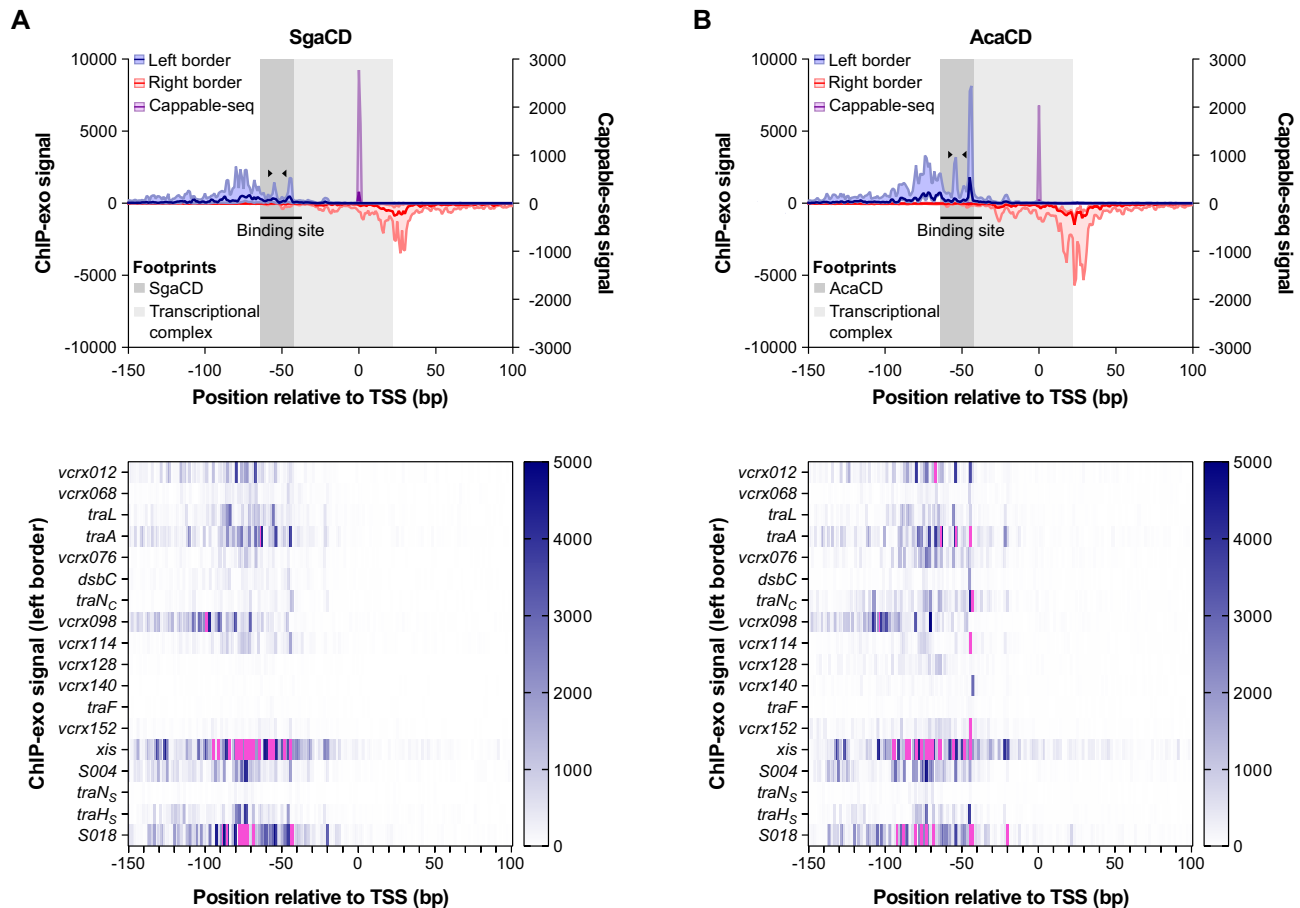 A
SgaCD
10000
5000
0
-5000
-10000
3000
2000
1000
0
-1000
-2000
-3000
ChIP-exo signal
Cappable-seq signal
Left border
Right border
Cappable-seq
Binding site
Footprints
SgaCD
Transcriptional
complex
-150
-100
-50
0
50
100
Position relative to TSS (bp)
ChIP-exo signal (left border)
vcrx012
vcrx068
traL
traA
vcrx076
dsbC
traNC
vcrx098
vcrx114
vcrx128
vcrx140
traF
vcrx152
xis
S004
traNS
traHS
S018
5000
4000
3000
2000
1000
0
-150
-100
-50
0
50
100
Position relative to TSS (bp)
B
AcaCD
10000
5000
0
-5000
-10000
3000
2000
1000
0
-1000
-2000
-3000
ChIP-exo signal
Cappable-seq signal
Left border
Right border
Cappable-seq
Binding site
Footprints
AcaCD
Transcriptional
complex
-150
-100
-50
0
50
100
Position relative to TSS (bp)
ChIP-exo signal (left border)
vcrx012
vcrx068
traL
traA
vcrx076
dsbC
traNC
vcrx098
vcrx114
vcrx128
vcrx140
traF
vcrx152
xis
S004
traNS
traHS
S018
5000
4000
3000
2000
1000
0
-150
-100
-50
0
50
100
Position relative to TSS (bp)